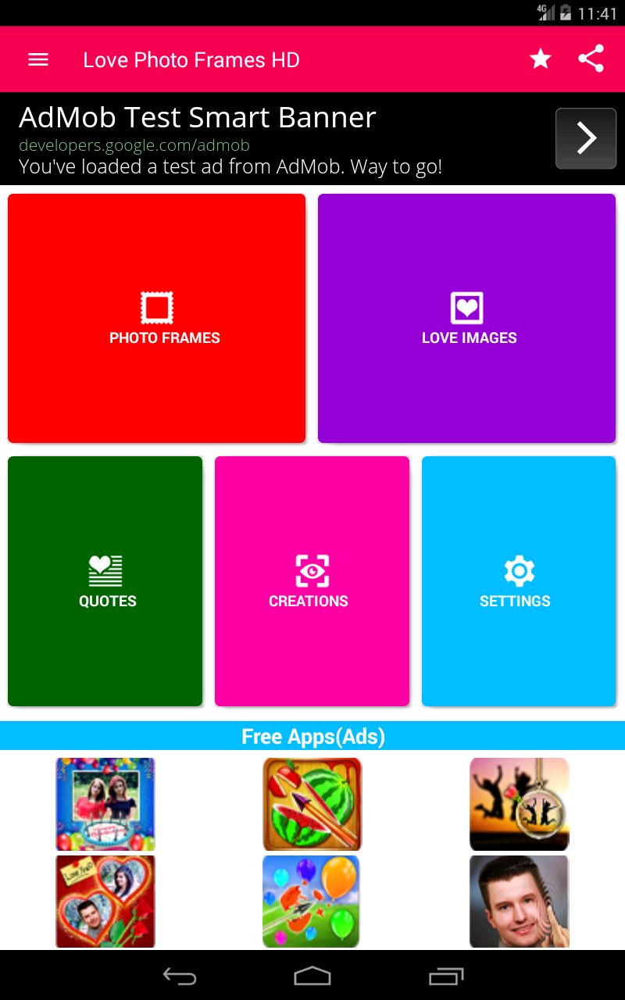 4G 11:41
Love Photo Frames HD
AdMob Test Smart Banner
developers.google.com/admob
You've loaded a test ad from AdMob. Way to go!
PHOTO FRAMES
LOVE IMAGES
QUOTES
CREATIONS
SETTINGS
Free Apps(Ads)